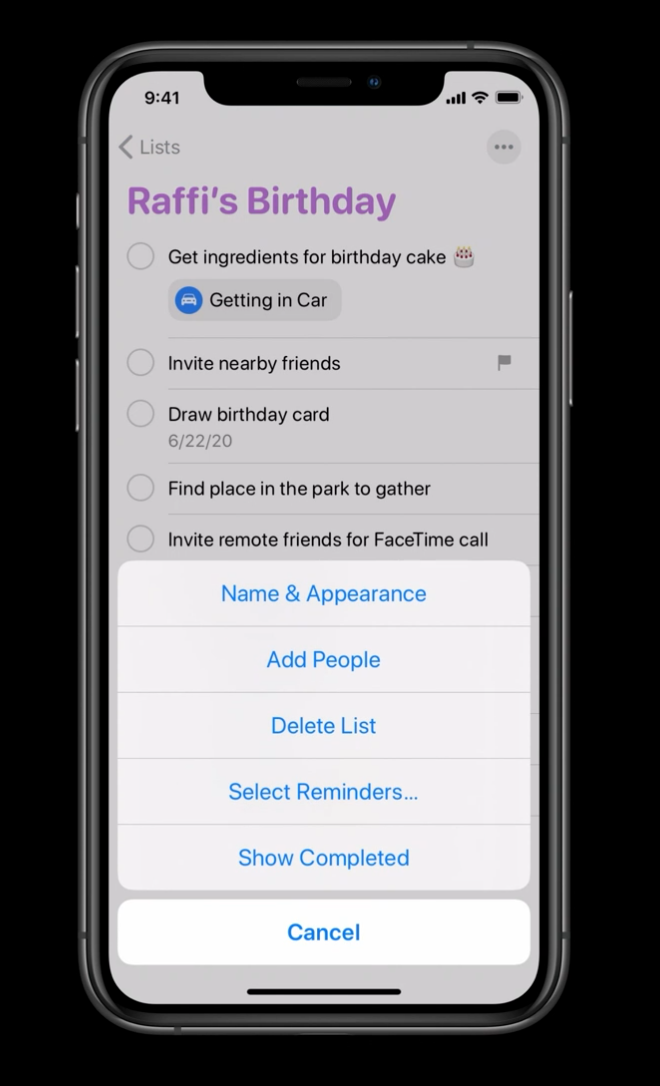 9:41
Lists
Raffi's Birthday
Get ingredients for birthday cake 🎂
Getting in Car
Invite nearby friends
Draw birthday card
6/22/20
Find place in the park to gather
Invite remote friends for FaceTime call
Name & Appearance
Add People
Delete List
Select Reminders...
Show Completed
Cancel